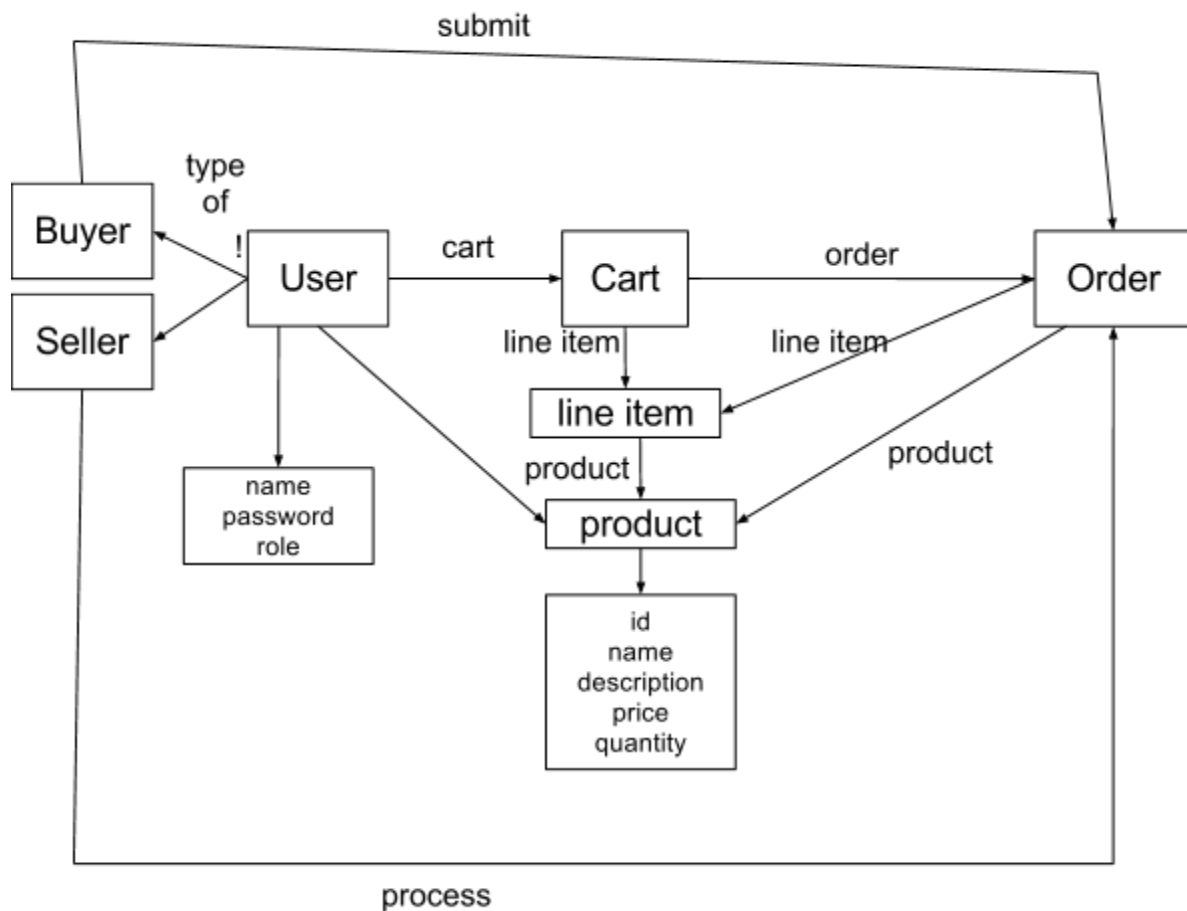 submit
type
of
!!
Buyer
User
cart
Cart
order
Order
Seller
line item
line item
line item
product
product
product
name
password
role
id
name
description
price
quantity
process